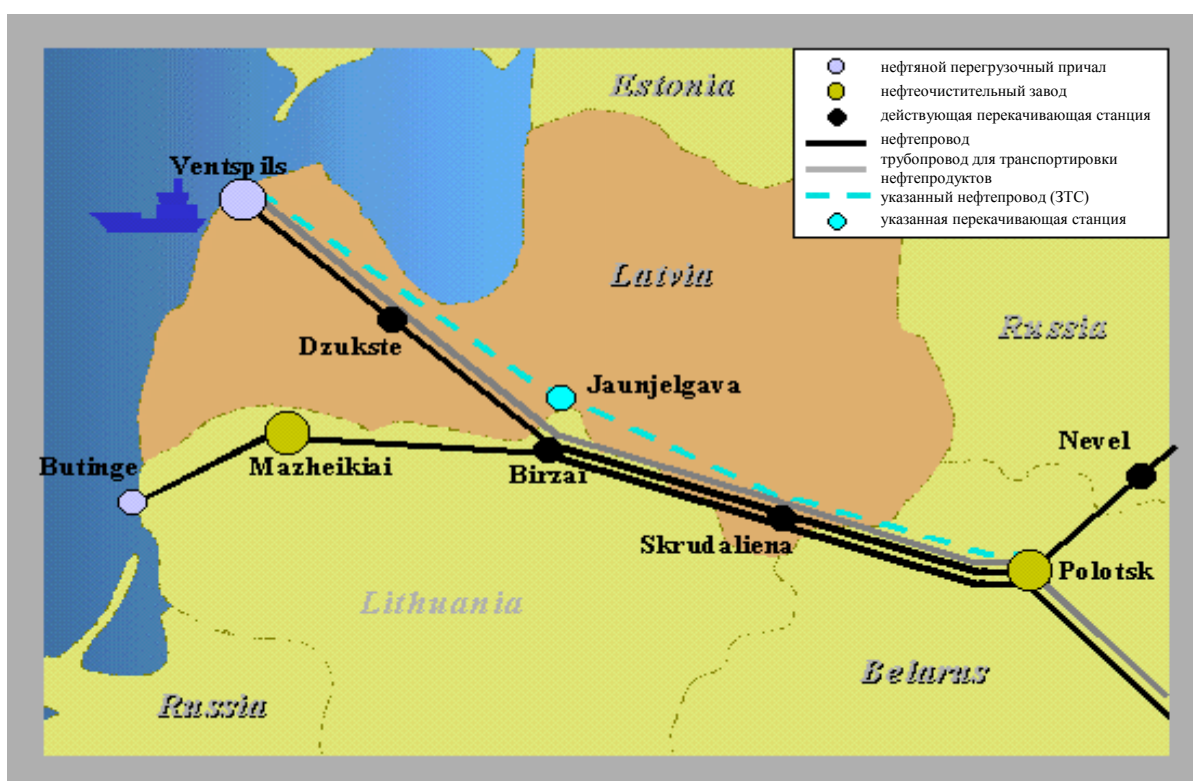 Estonia
нефтяной перегрузочный причал
нефтеочистительный завод
действующая перекачивающая станция
нефтепровод
трубопровод для транспортировки
нефтепродуктов
указанный нефтепровод (ЗТС)
указанная перекачивающая станция
Ventspils
Latvia
Russia
Dzukste
Jaunjelgava
Nevel
Butinge
Mazheikiai
Birzai
Skrudaliena
Polotsk
Lithuania
Belarus
Russia